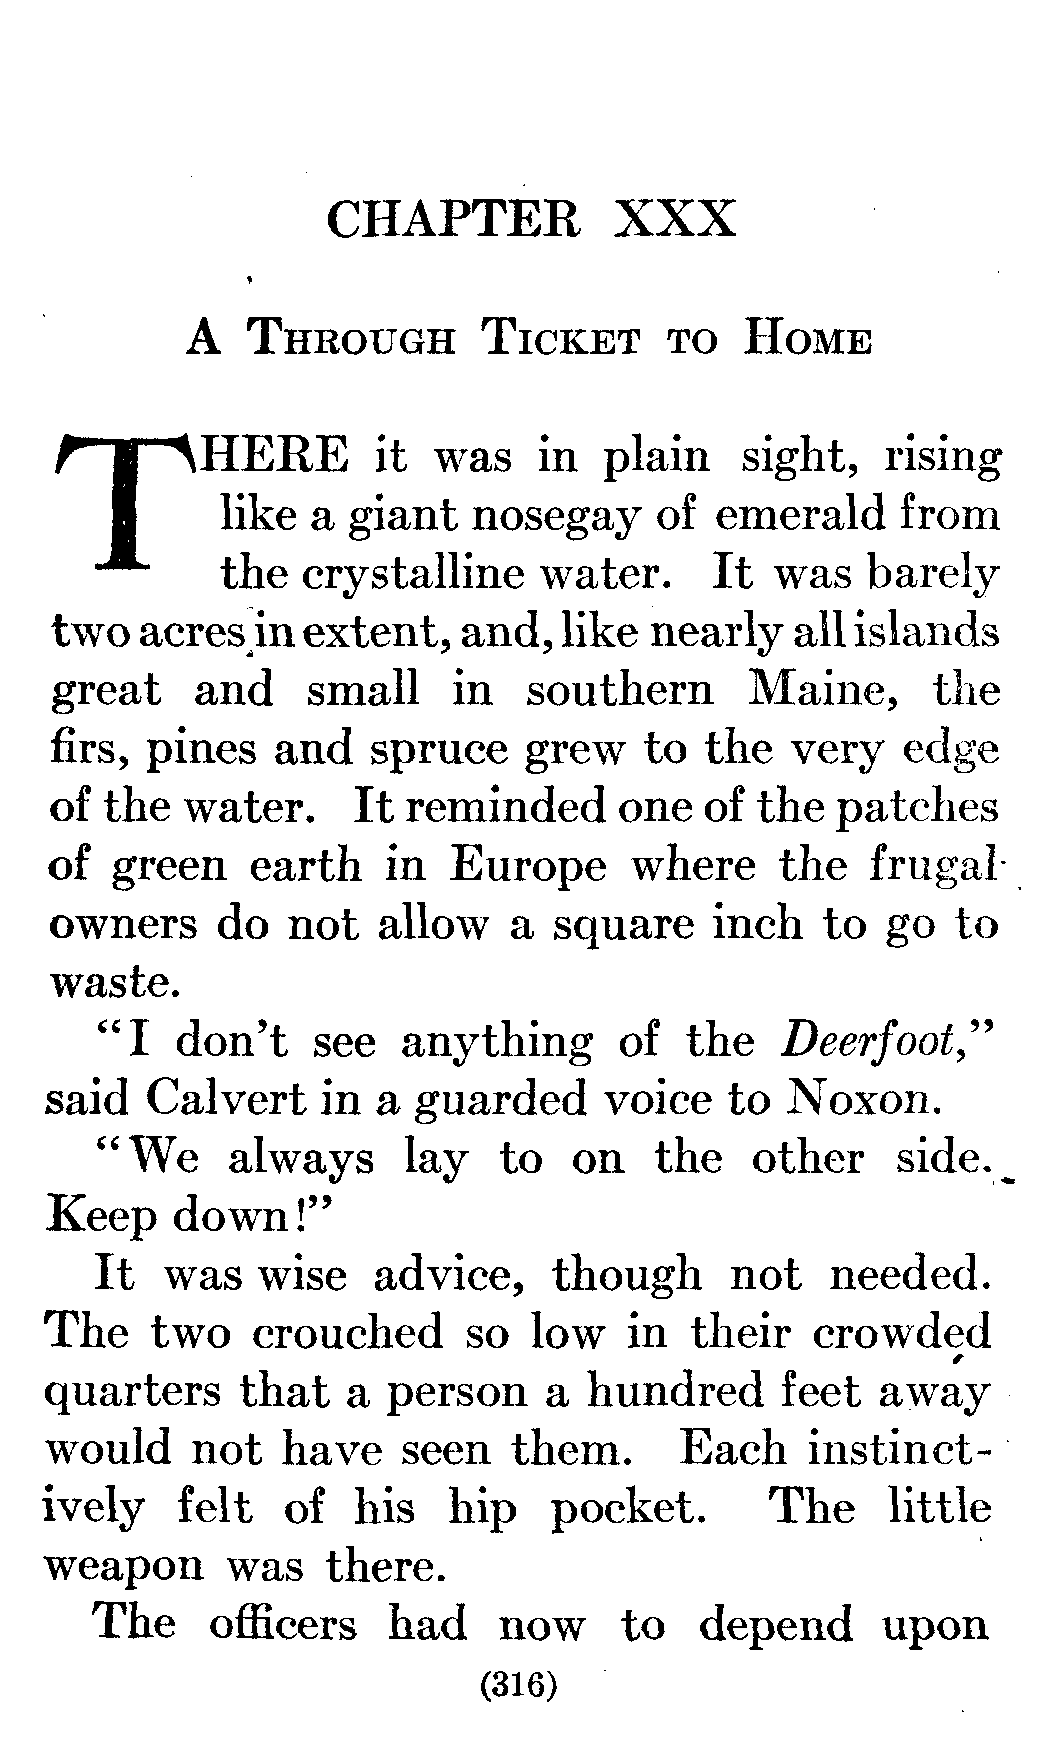 CHAPTER XXX
A THROUGH TICKET TO HOME
THERE it was in plain sight, rising
like a giant nosegay of emerald from
the crystalline water. It was barely
two acres in extent, and, like nearly all islands
great and small in southern Maine, the
firs, pines and spruce grew to the very edge
of the water. It reminded one of the patches
of green earth in Europe where the frugal
owners do not allow a square inch to go to
waste.
"I don't see anything of the Deerfoot,"
said Calvert in a guarded voice to Noxon.
"We always lay to on the other side.
Keep down!"
It was wise advice, though not needed.
The two crouched so low in their crowded
quarters that a person a hundred feet away
would not have seen them. Each instinct-
ively felt of his hip pocket. The little
weapon was there.
The officers had now to depend upon
(316)